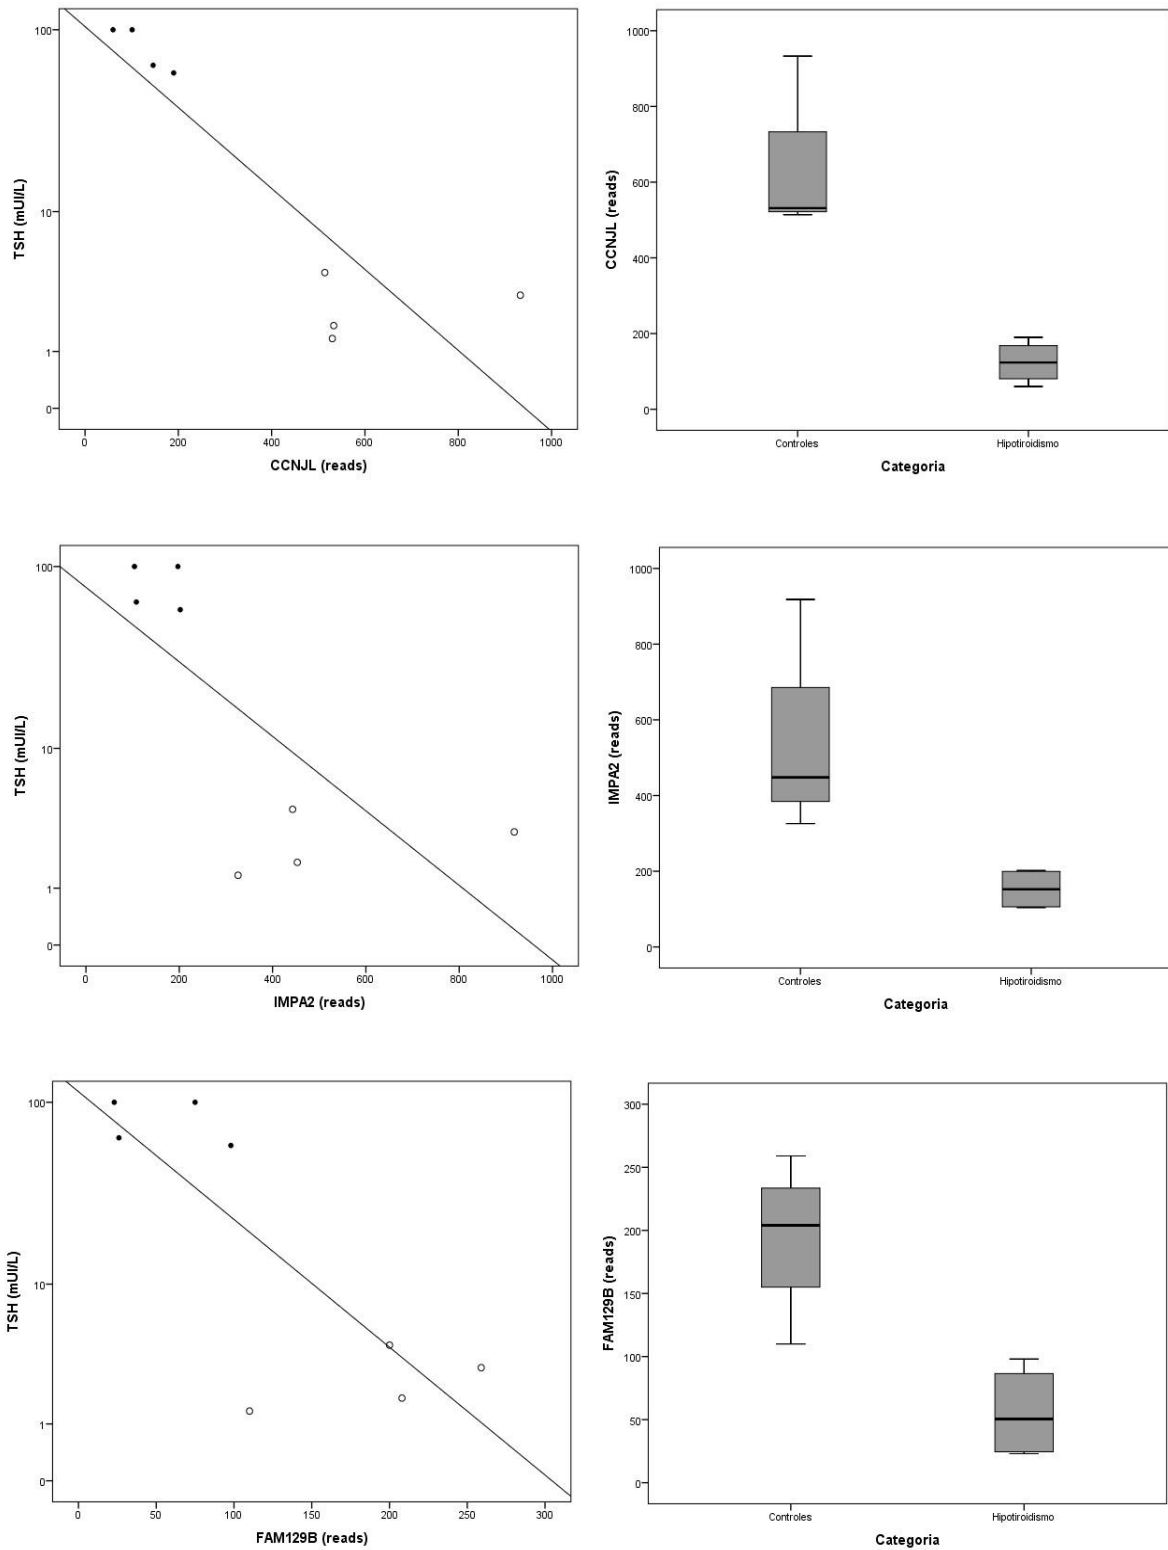 100
10
1
0
TSH (mUI/L)
0 200 400 600 800 1000
CCNJL (reads)
1000
800
600
400
200
0
CCNJL (reads)
Controles Hipotiroidismo
Categoria
100
10
1
0
TSH (mUI/L)
0 200 400 600 800 1000
IMPA2 (reads)
1000
800
600
400
200
0
IMPA2 (reads)
Controles Hipotiroidismo
Categoria
100
10
1
0
TSH (mUI/L)
0 50 100 150 200 250 300
FAM129B (reads)
300
250
200
150
100
50
0
FAM129B (reads)
Controles Hipotiroidismo
Categoria